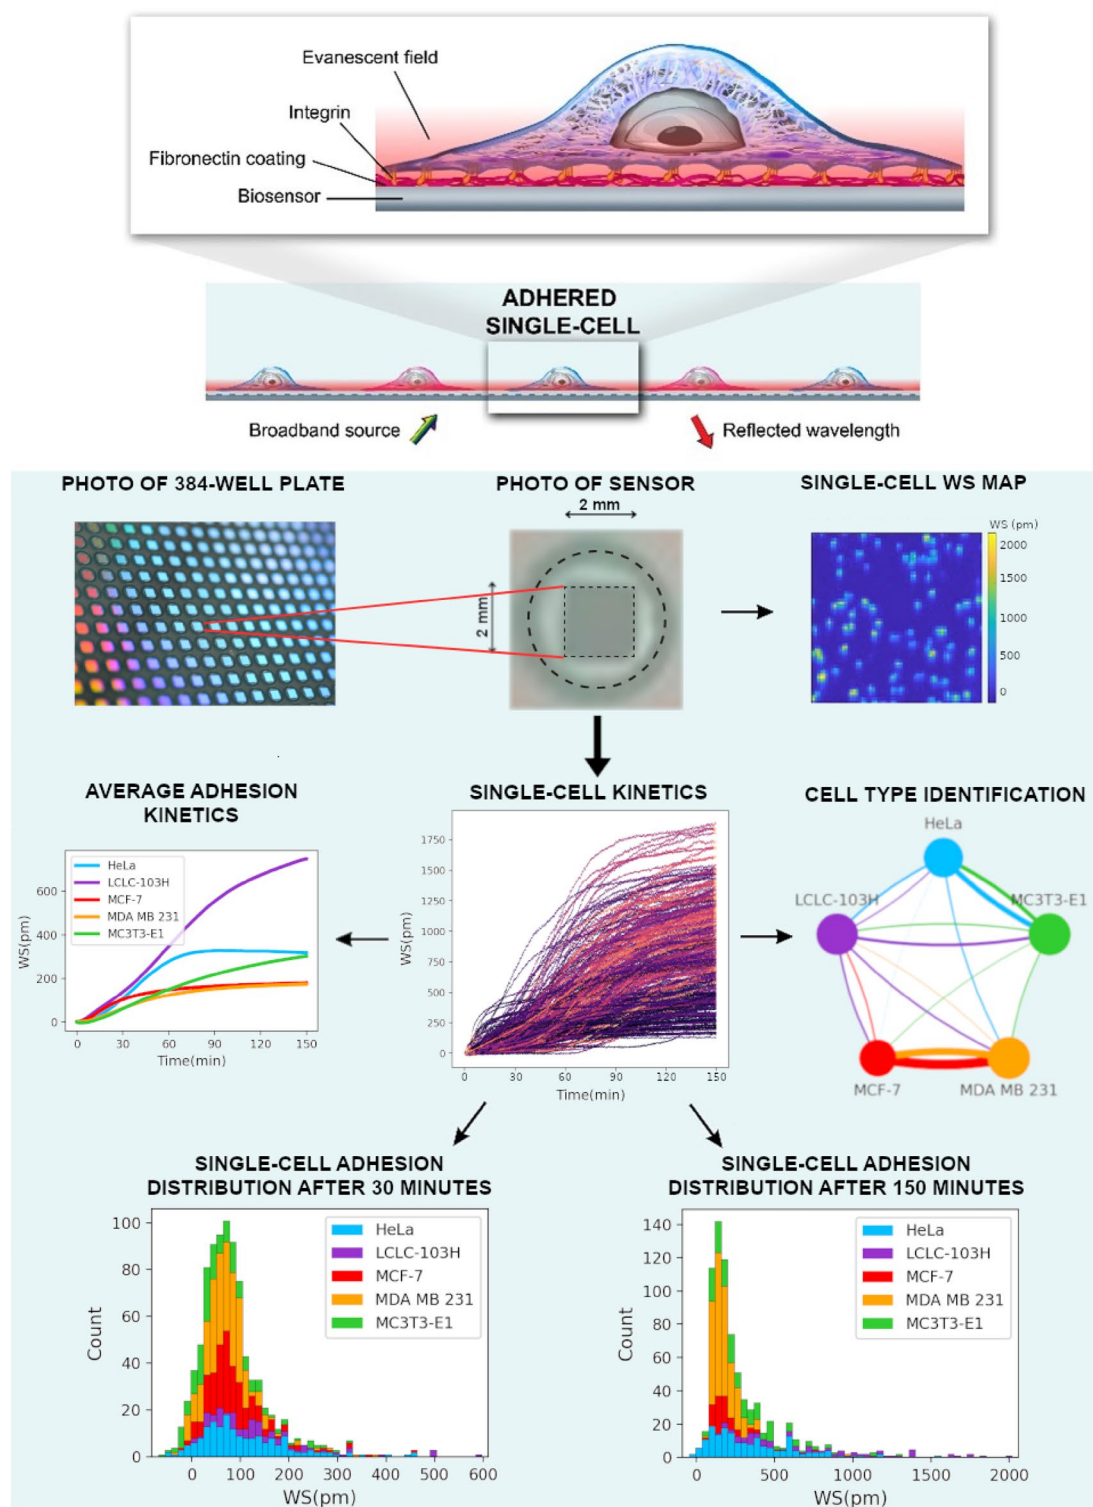 Evanescent field
Integrin
Fibronectin coating
Biosensor
ADHERED
SINGLE-CELL
Broadband source
Reflected wavelength
PHOTO OF 384-WELL PLATE
PHOTO OF SENSOR
2 mm
2 mm
SINGLE-CELL WS MAP
WS (pm)
2000
1500
1000
500
0
AVERAGE ADHESION
KINETICS
HeLa
LCLC-103H
MCF-7
MDA MB 231
MC3T3-E1
600
400
200
0
WS(pm)
0 30 60 90 120 150
Time(min)
SINGLE-CELL KINETICS
1750
1500
1250
1000
750
500
250
0
WS(pm)
0 30 60 90 120 150
Time(min)
CELL TYPE IDENTIFICATION
HeLa
LCLC-103H
MC3T3-E1
MCF-7
MDA MB 231
SINGLE-CELL ADHESION
DISTRIBUTION AFTER 30 MINUTES
HeLa
LCLC-103H
MCF-7
MDA MB 231
MC3T3-E1
100
80
60
40
20
0
Count
0 100 200 300 400 500 600
WS(pm)
SINGLE-CELL ADHESION
DISTRIBUTION AFTER 150 MINUTES
HeLa
LCLC-103H
MCF-7
MDA MB 231
MC3T3-E1
140
120
100
80
60
40
20
0
Count
0 500 1000 1500 2000
WS(pm)